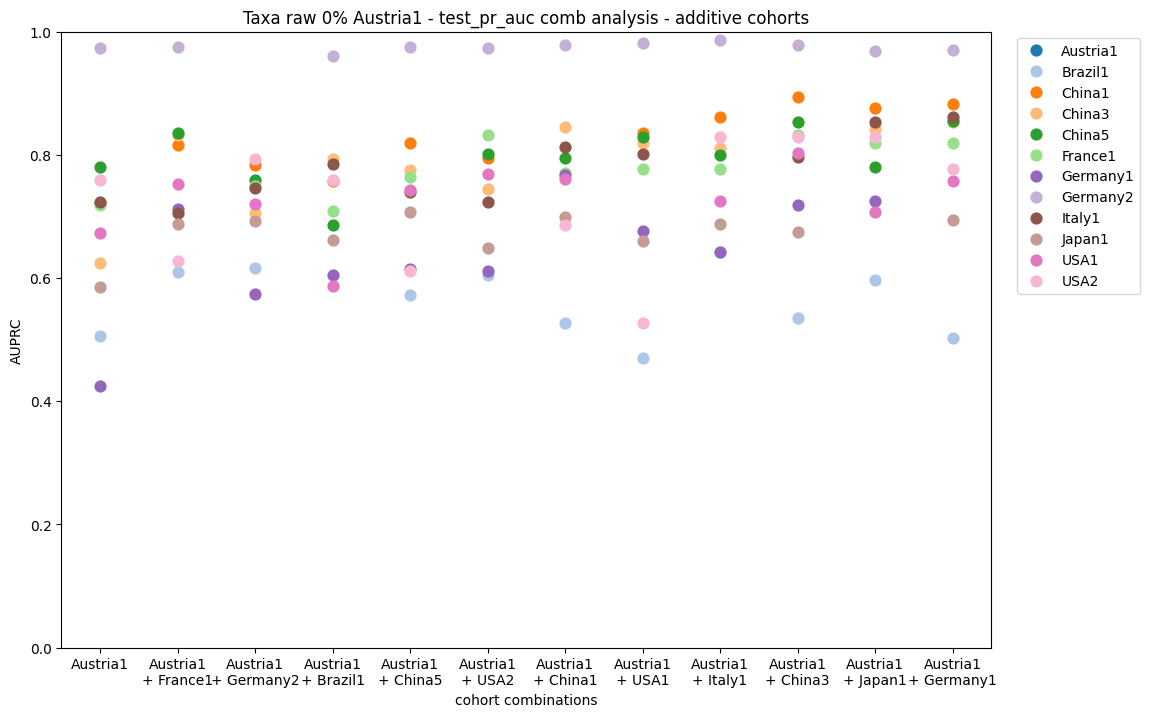 Taxa raw 0% Austria1 - test_pr_auc comb analysis - additive cohorts
1.0
0.8
0.6
0.4
0.2
0.0
AUPRC
Austria1
Austria1
+ France1
Austria1
+ Germany2
Austria1
+ Brazil1
Austria1
+ China5
Austria1
+ USA2
Austria1
+ China1
Austria1
+ USA1
Austria1
+ Italy1
Austria1
+ China3
Austria1
+ Japan1
Austria1
+ Germany1
cohort combinations
Austria1
Brazil1
China1
China3
China5
France1
Germany1
Germany2
Italy1
Japan1
USA1
USA2